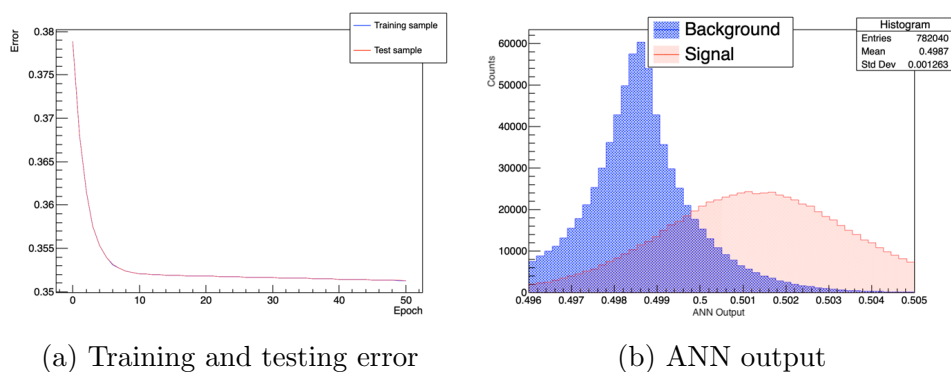 Error
0.38
0.375
0.37
0.365
0.36
0.355
0.35
0
10
20
30
40
50
Epoch
Training sample
Test sample
(a) Training and testing error
Counts
60000
50000
40000
30000
20000
10000
0
0.496
0.497
0.498
0.499
0.5
0.501
0.502
0.503
0.504
0.505
ANN Output
Background
Signal
Histogram
Entries 782040
Mean 0.4987
Std Dev 0.001263
(b) ANN output